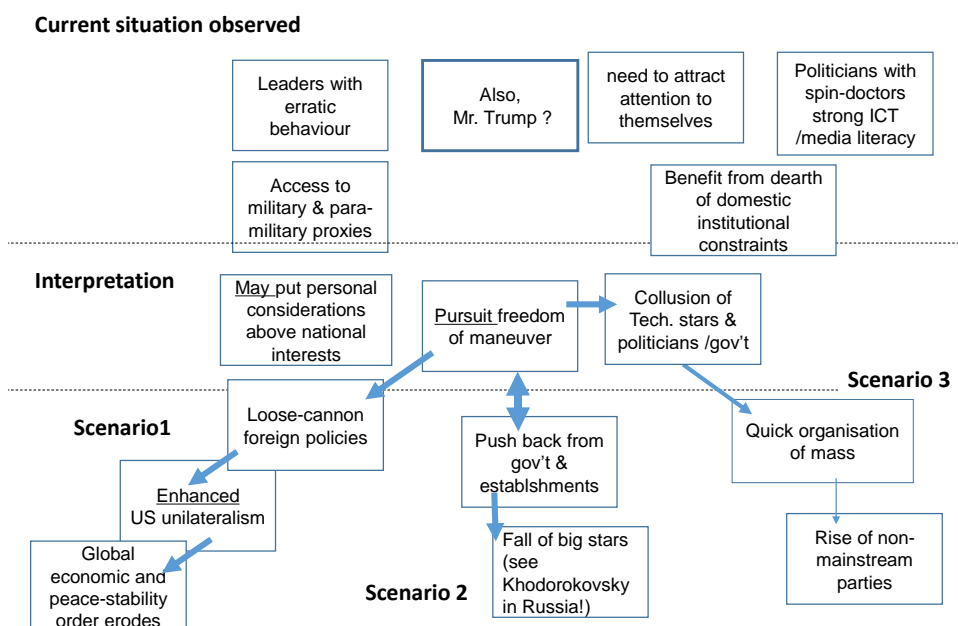 Current situation observed
Leaders with
erratic
behaviour
Also,
Mr. Trump ?
need to attract
attention to
themselves
Politicians with
spin-doctors
strong ICT
/media literacy
Access to
military & para-
military proxies
Benefit from dearth
of domestic
institutional
constraints
Interpretation
May put personal
considerations
above national
interests
Pursuit freedom
of maneuver
Collusion of
Tech. stars &
politicians /gov't
Scenario 3
Scenario1
Loose-cannon
foreign policies
Push back from
gov't &
establshments
Quick organisation
of mass
Enhanced
US unilateralism
Global
economic and
peace-stability
order erodes
Scenario 2
Fall of big stars
(see
Khodorokovsky
in Russia!)
Rise of non-
mainstream
parties